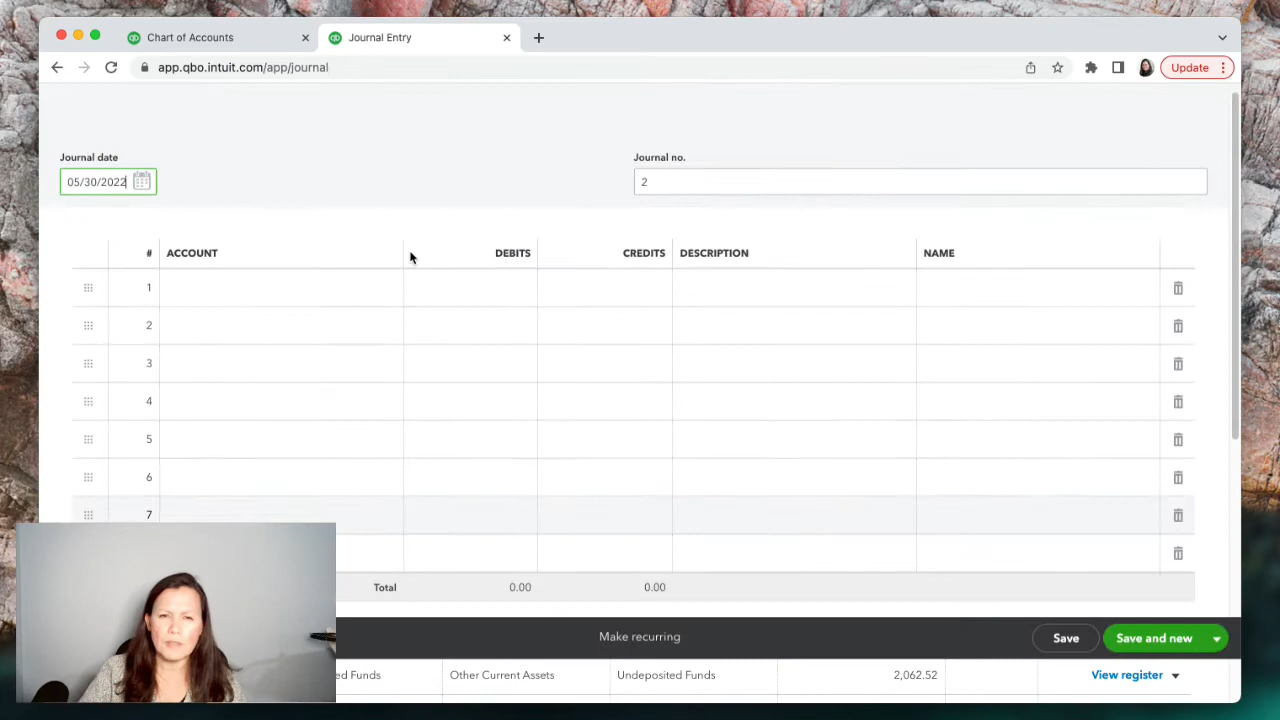 Chart of Accounts
Journal Entry
app.qbo.intuit.com/app/journal
Update
Journal date
Journal no.
05/30/2022
2
# ACCOUNT DEBITS CREDITS DESCRIPTION NAME
1
2
3
4
5
6
7
Total 0.00 0.00
Make recurring
Save
Save and new
ed Funds Other Current Assets Undeposited Funds 2,062.52 View register